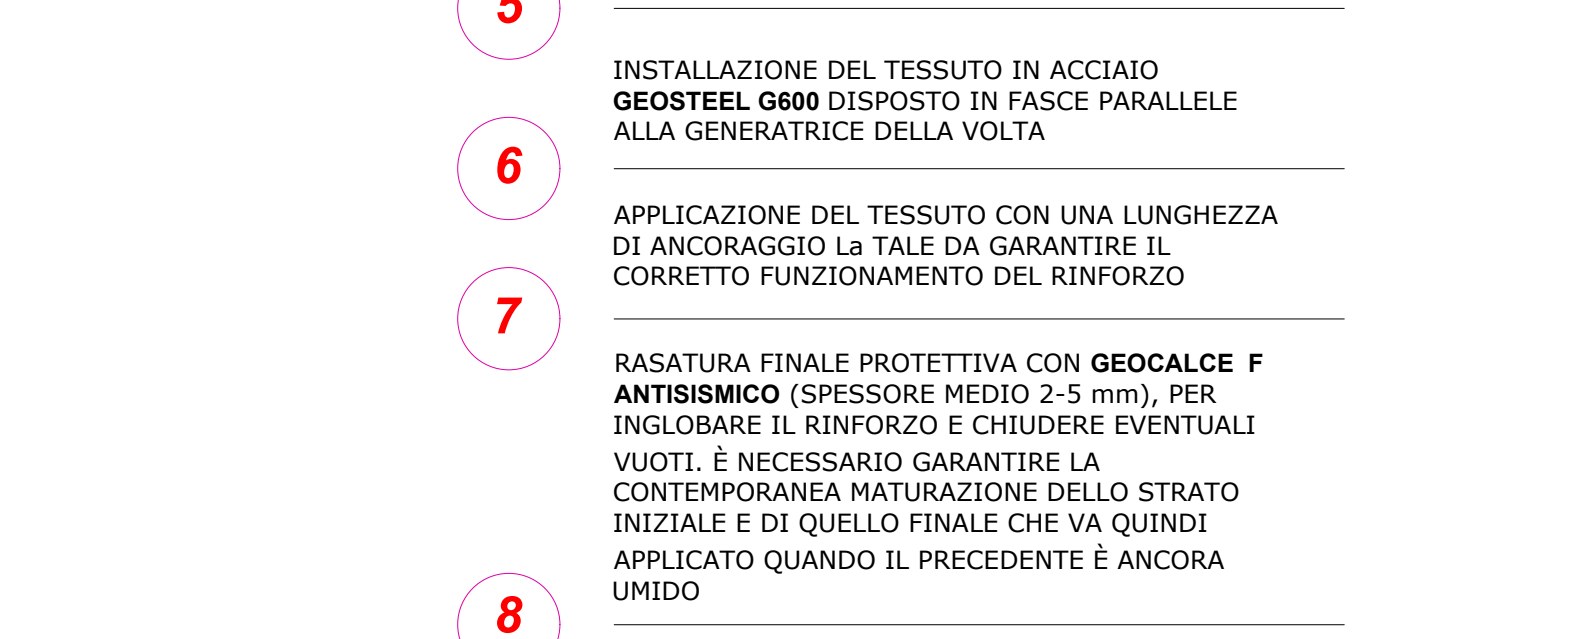 5
INSTALLAZIONE DEL TESSUTO IN ACCIAIO
GEOSTEEL G600 DISPOSTO IN FASCE PARALLELE
ALLA GENERATRICE DELLA VOLTA
6
APPLICAZIONE DEL TESSUTO CON UNA LUNGHEZZA
DI ANCORAGGIO La TALE DA GARANTIRE IL
CORRETTO FUNZIONAMENTO DEL RINFORZO
7
RASATURA FINALE PROTETTIVA CON GEOCALCE F
ANTISISMICO (SPESSORE MEDIO 2-5 mm), PER
INGLOBARE IL RINFORZO E CHIUDERE EVENTUALI
VUOTI. È NECESSARIO GARANTIRE LA
CONTEMPORANEA MATURAZIONE DELLO STRATO
INIZIALE E DI QUELLO FINALE CHE VA QUINDI
APPLICATO QUANDO IL PRECEDENTE È ANCORA
UMIDO
8